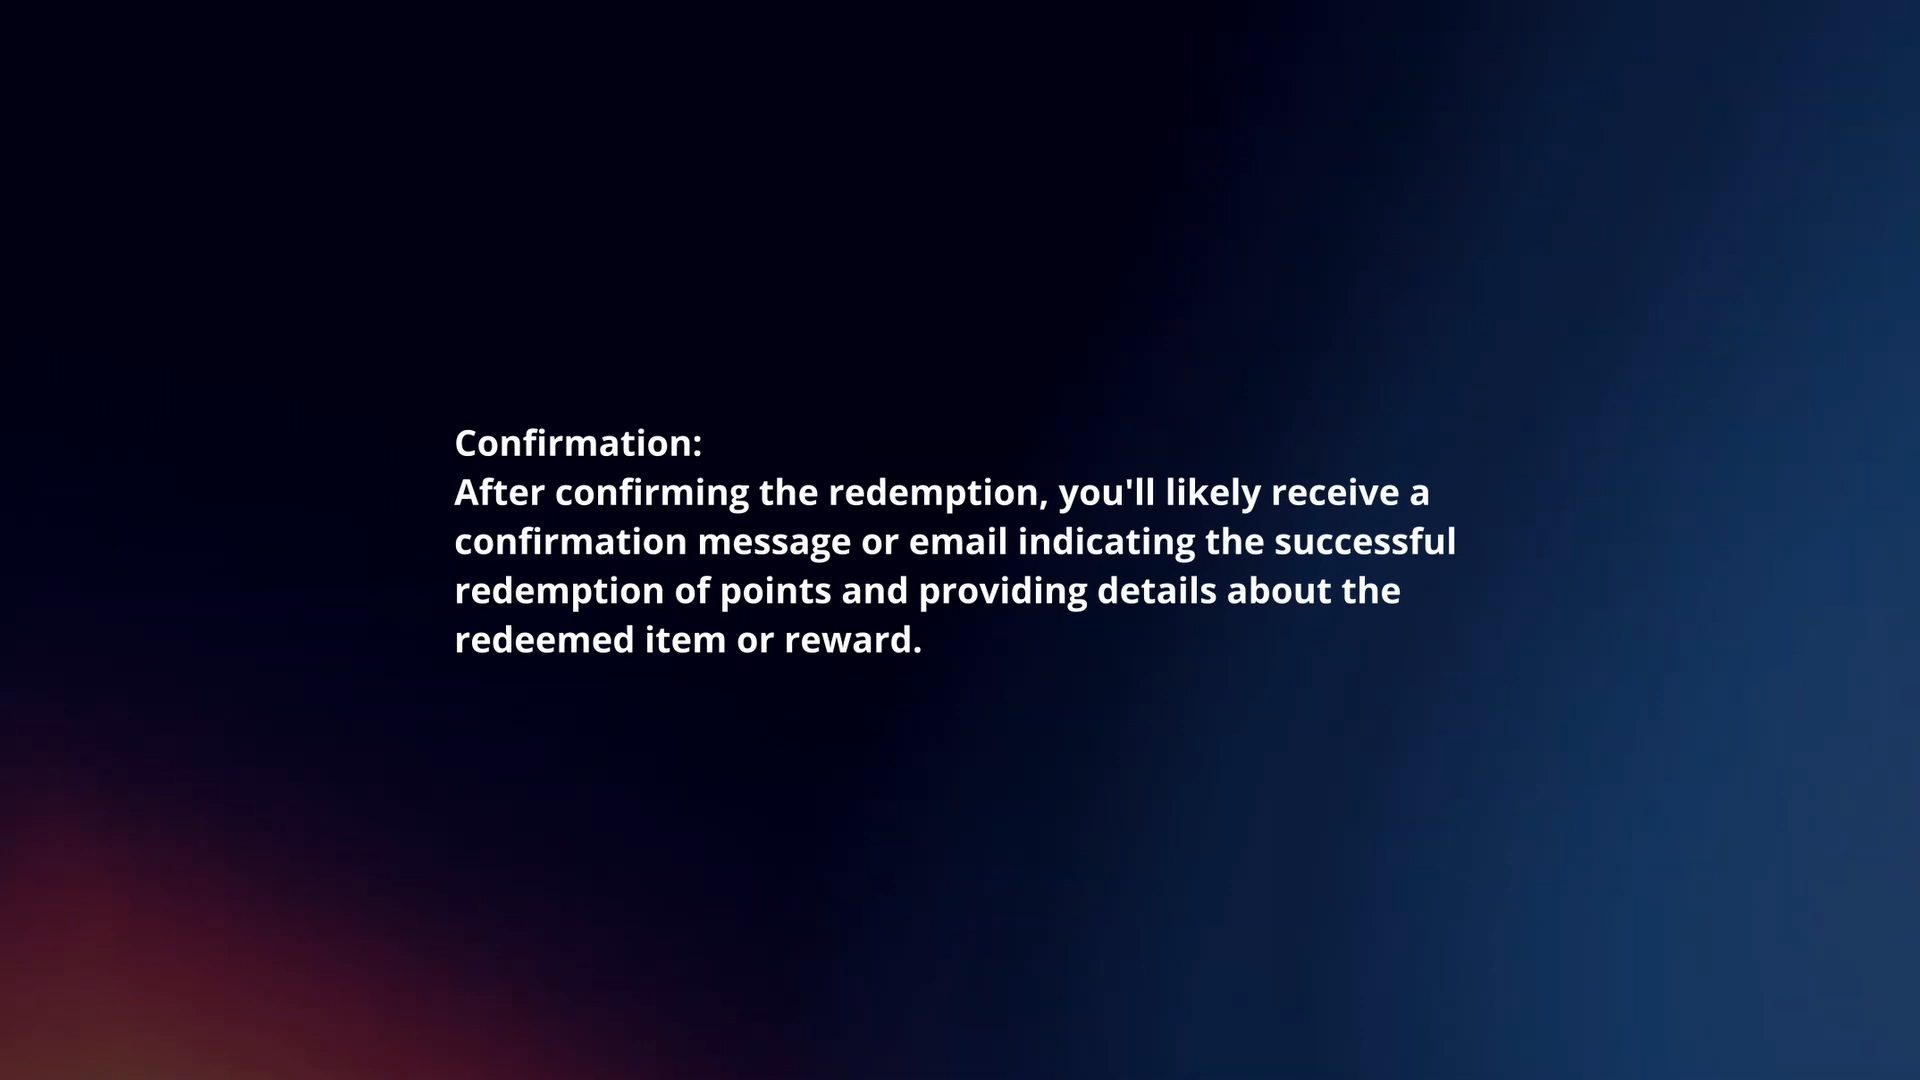 Confirmation:
After confirming the redemption, you'll likely receive a
confirmation message or email indicating the successful
redemption of points and providing details about the
redeemed item or reward.